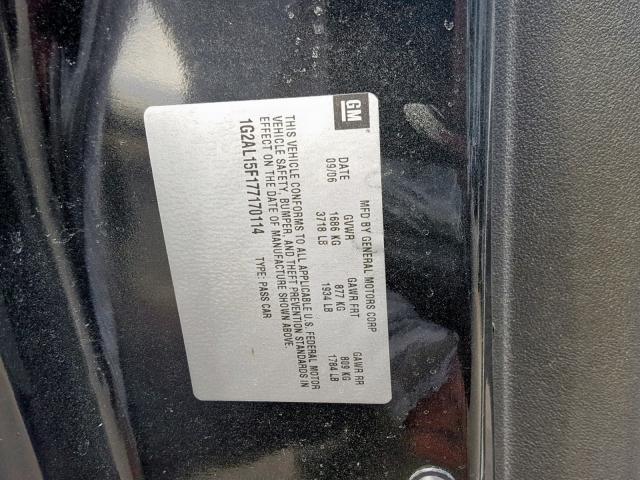 GM
MFD BY GENERAL MOTORS CORP
DATE GVWR GAWR FRT GAWR RR
09/06 1686 KG 877 KG 809 KG
3718 LB 1934 LB 1784 LB
THIS VEHICLE CONFORMS TO ALL APPLICABLE U.S. FEDERAL MOTOR
VEHICLE SAFETY, BUMPER, AND THEFT PREVENTION STANDARDS IN
EFFECT ON THE DATE OF MANUFACTURE SHOWN ABOVE.
1G2AL15F177170114 TYPE: PASS CAR